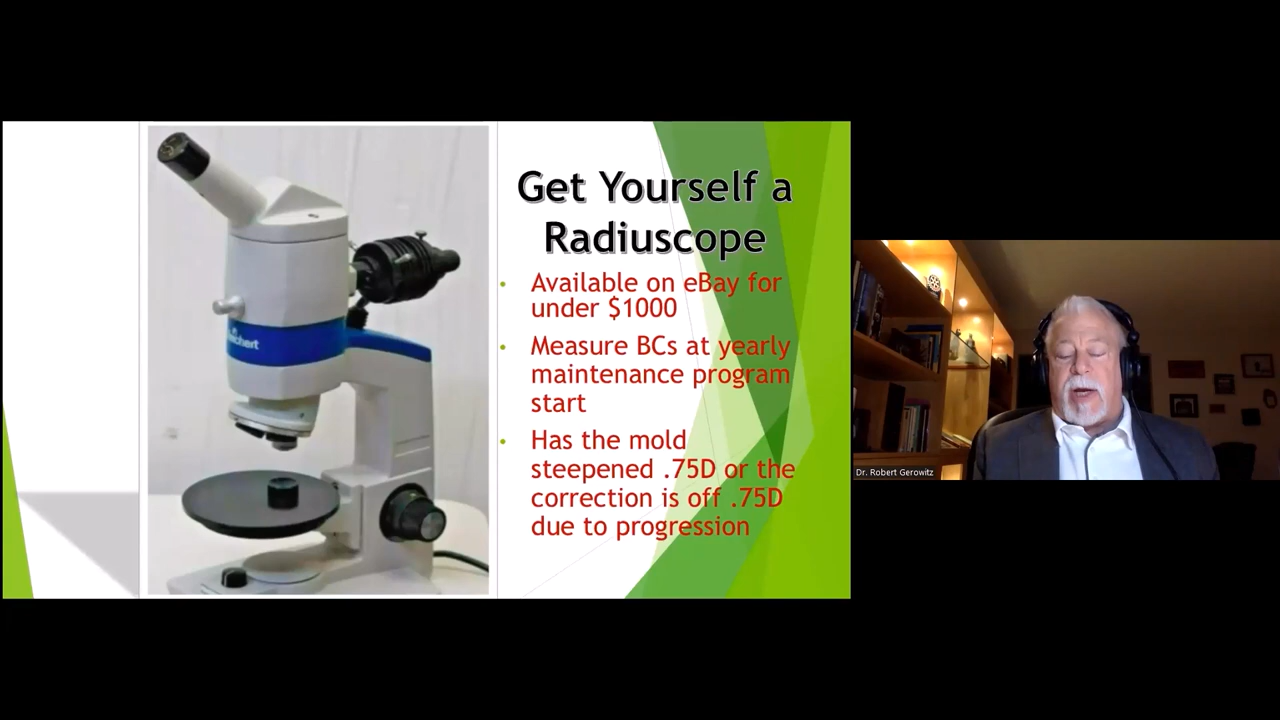 Get Yourself a
Radiuscope
• Available on eBay for
under $1000
• Measure BCs at yearly
maintenance program
start
• Has the mold
steepened .75D or the
correction is off .75D
due to progression
Dr. Robert Gerowitz